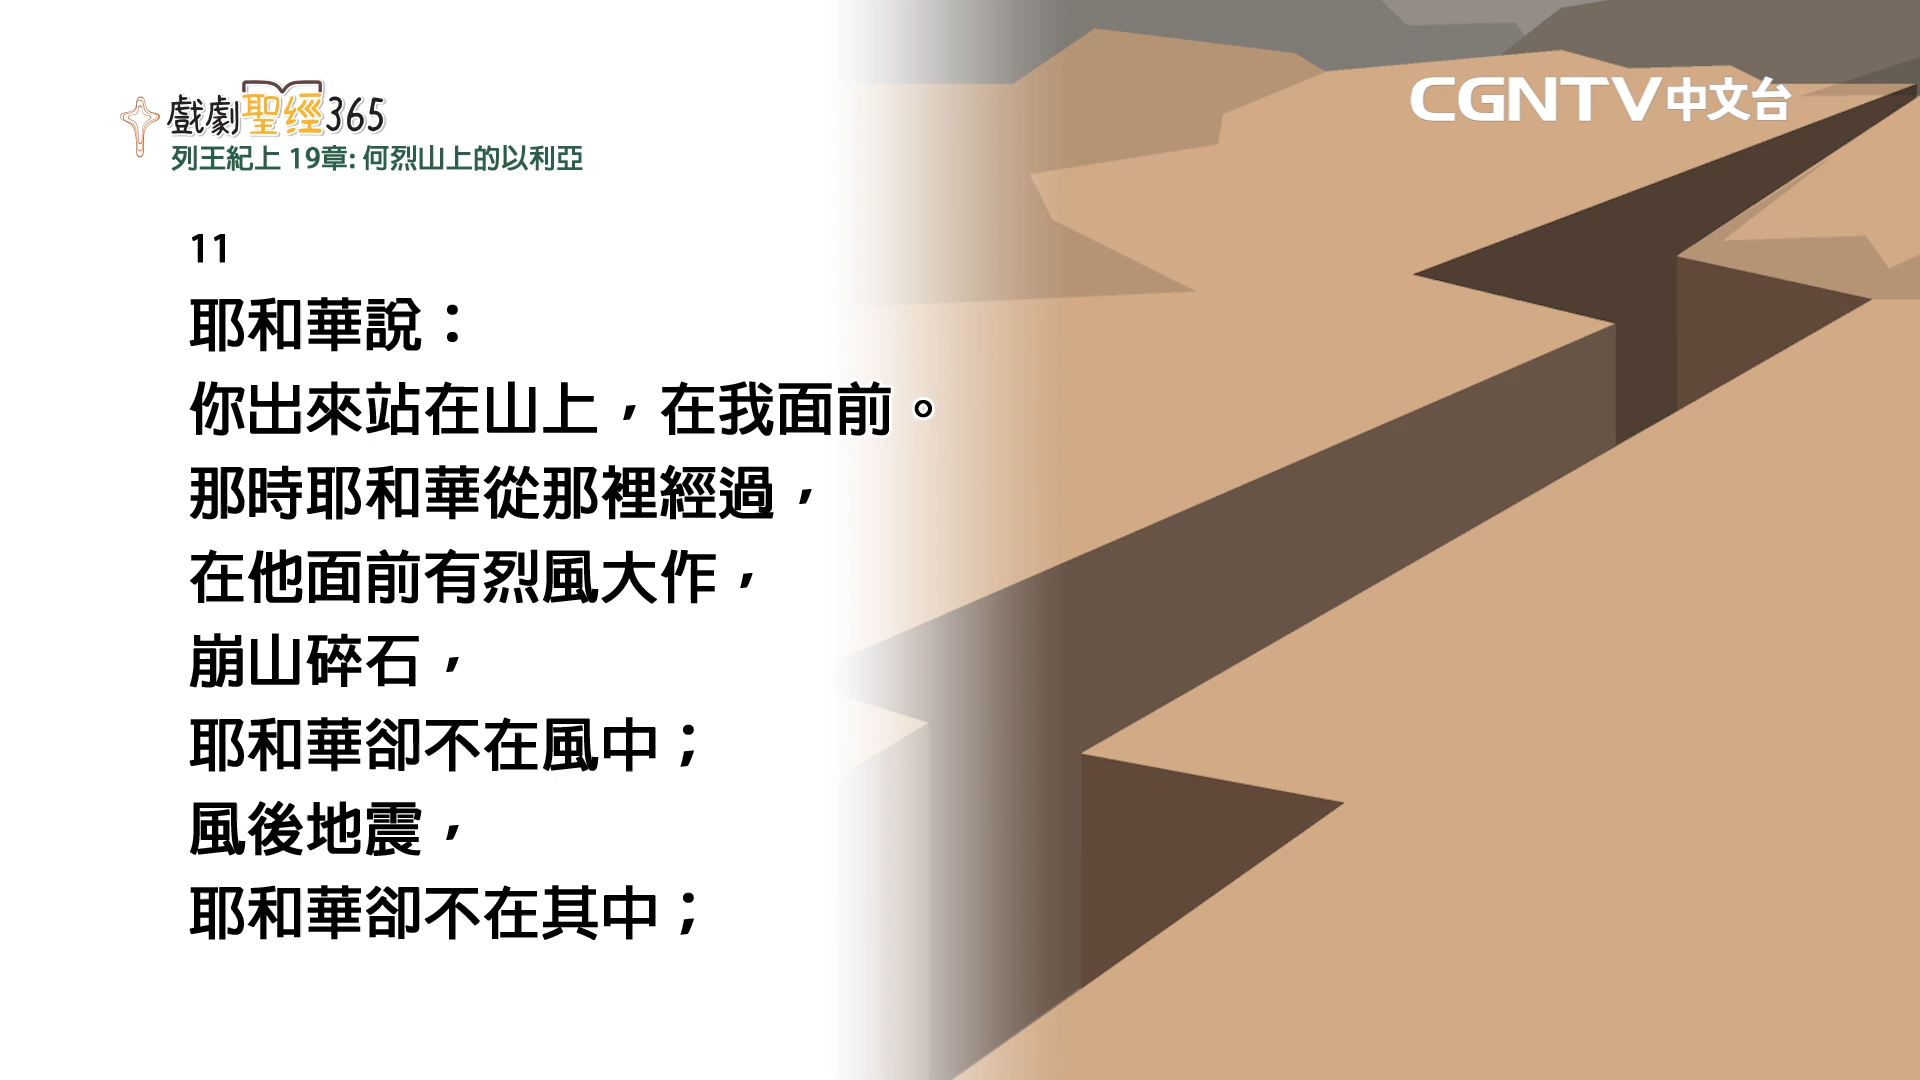 戲劇聖經365
CGNTV中文台
列王紀上 19章: 何烈山上的以利亞
11
耶和華說：
你出來站在山上，在我面前。
那時耶和華從那裡經過，
在他面前有烈風大作，
崩山碎石，
耶和華卻不在風中；
風後地震，
耶和華卻不在其中；